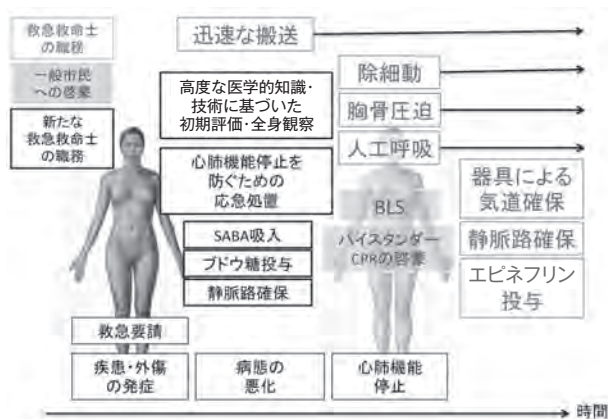 救急救命士
の職務
一般市民
への啓蒙
新たな
救急救命士
の職務
迅速な搬送
高度な医学的知識・
技術に基づいた
初期評価・全身観察
心肺機能停止を
防ぐための
応急処置
SABA吸入
ブドウ糖投与
静脈路確保
除細動
胸骨圧迫
人工呼吸
BLS
バイスタンダー
CPRの啓蒙
器具による
気道確保
静脈路確保
エピネフリン
投与
救急要請
疾患・外傷
の発症
病態の
悪化
心肺機能
停止
時間